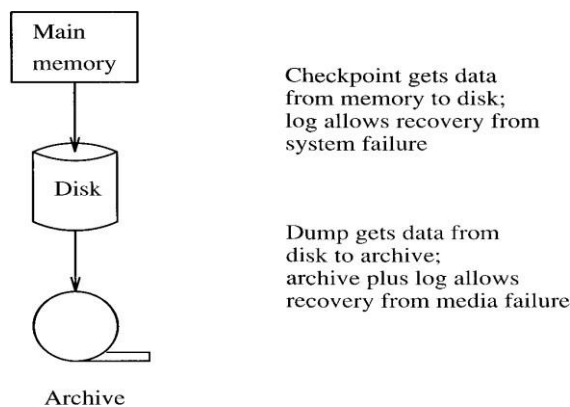 Main
memory
Checkpoint gets data
from memory to disk;
log allows recovery from
system failure
Disk
Dump gets data from
disk to archive;
archive plus log allows
recovery from media failure
Archive